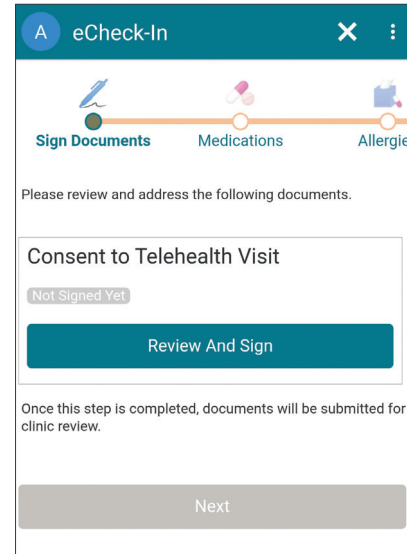 A eCheck-In
Sign Documents Medications Allergie
Please review and address the following documents.
Consent to Telehealth Visit
Not Signed Yet
Review And Sign
Once this step is completed, documents will be submitted for
clinic review.
Next